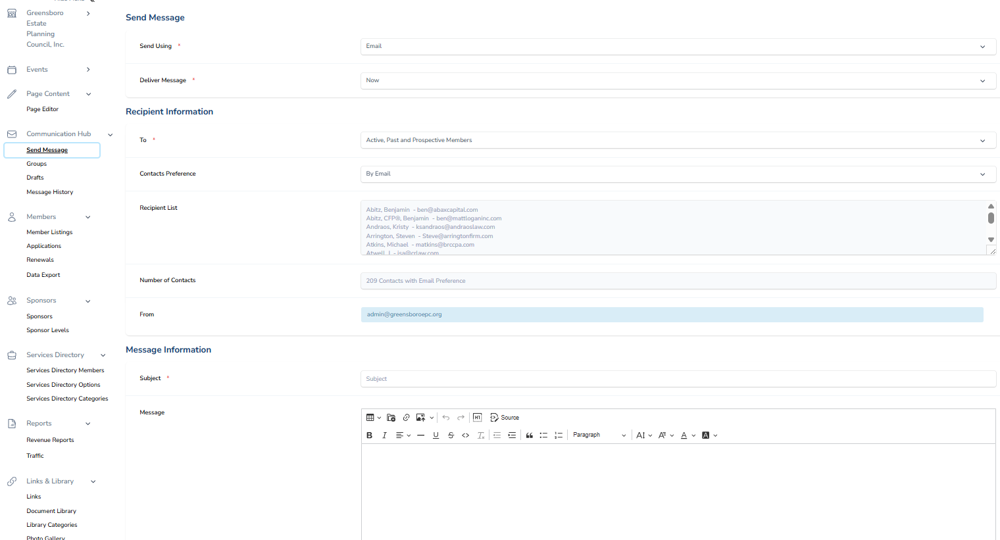 Greensboro
Estate
Planning
Council, Inc.
Events
Page Content
Page Editor
Communication Hub
Send Message
Groups
Drafts
Message History
Members
Member Listings
Applications
Renewals
Data Export
Sponsors
Sponsors
Sponsor Levels
Services Directory
Services Directory Members
Services Directory Options
Services Directory Categories
Reports
Revenue Reports
Traffic
Links & Library
Links
Document Library
Library Categories
Photo Gallery
Send Message
Send Using *
Email
Deliver Message *
Now
Recipient Information
To *
Active, Past and Prospective Members
Contacts Preference
By Email
Recipient List
Abitz, Benjamin - ben@abaxcapital.com
Abitz, CFP®, Benjamin - ben@mattloganinc.com
Andraos, Kristy - ksandraos@andraoslaw.com
Arrington, Steven - Steve@arringtonfirm.com
Atkins, Michael - matkins@brccpa.com
Number of Contacts
209 Contacts with Email Preference
From
admin@greensboroepc.org
Message Information
Subject *
Subject
Message
H1 Source
Paragraph